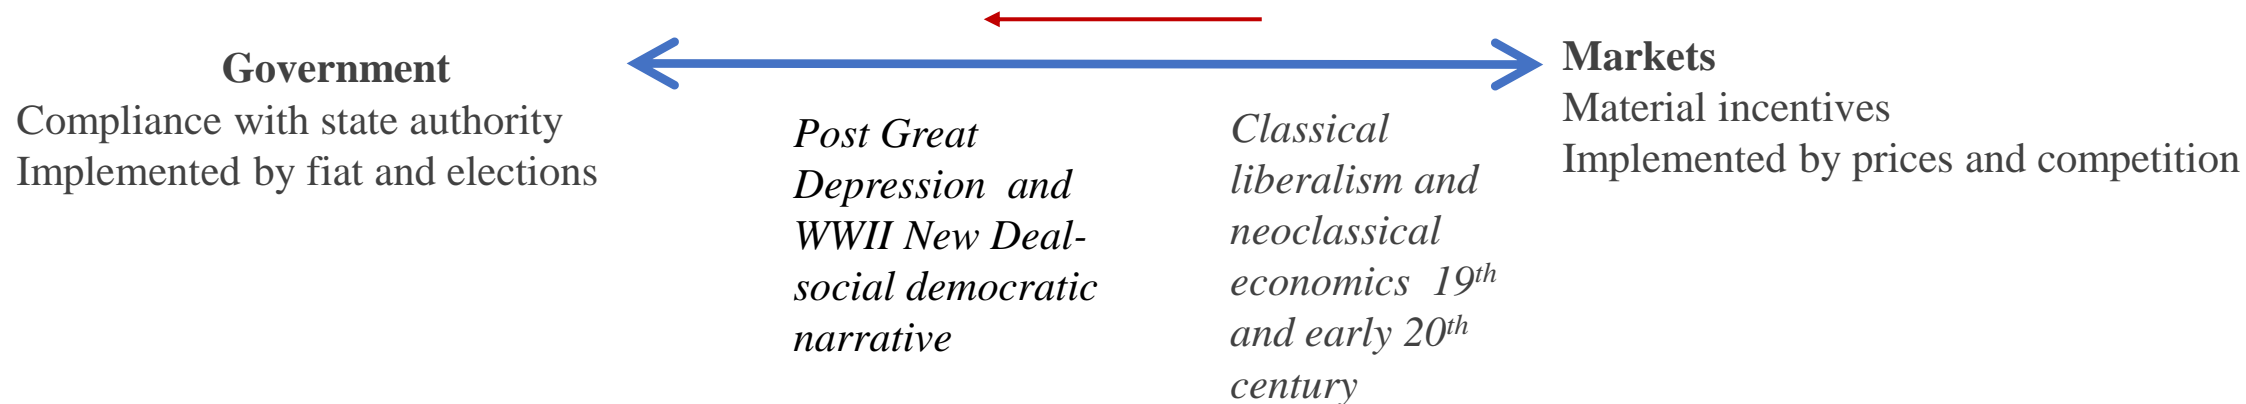 Government
Compliance with state authority
Implemented by fiat and elections
Post Great
Depression and
WWII New Deal-
social democratic
narrative
Classical
liberalism and
neoclassical
economics 19th
and early 20th
century
Markets
Material incentives
Implemented by prices and competition